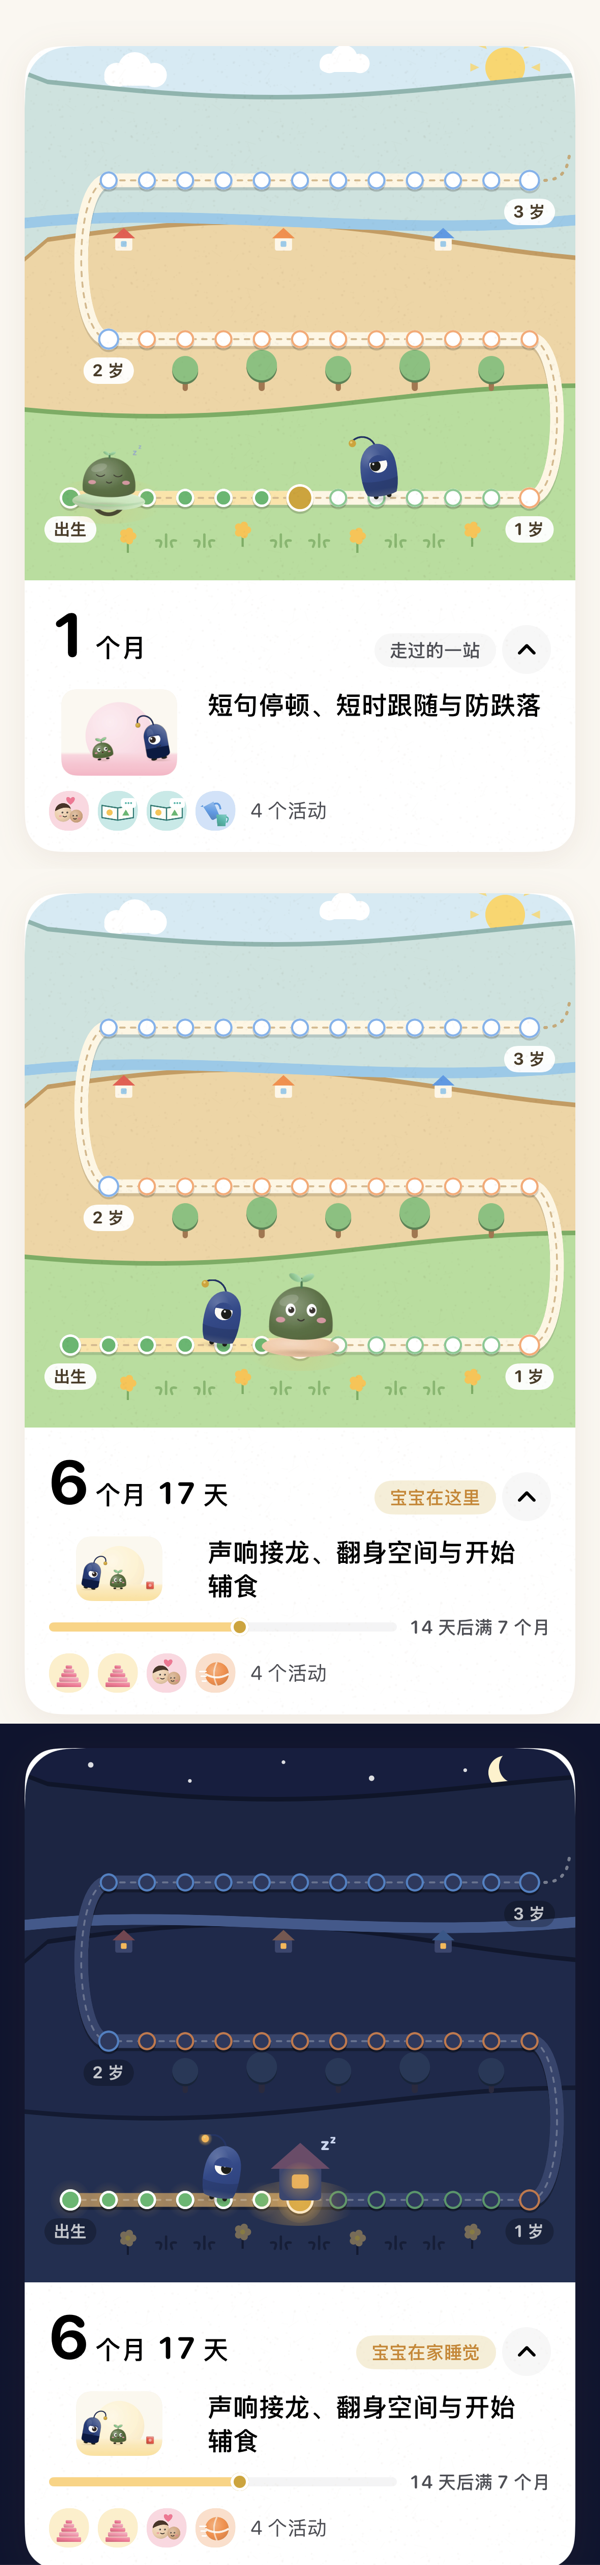 3 岁
2 岁
z z
出生
1 岁
1 个月
走过的一站
短句停顿、短时跟随与防跌落
4 个活动
3 岁
2 岁
出生
1 岁
6 个月 17 天
宝宝在这里
声响接龙、翻身空间与开始
辅食
14 天后满 7 个月
4 个活动
3 岁
2 岁
z z
出生
1 岁
6 个月 17 天
宝宝在家睡觉
声响接龙、翻身空间与开始
辅食
14 天后满 7 个月
4 个活动